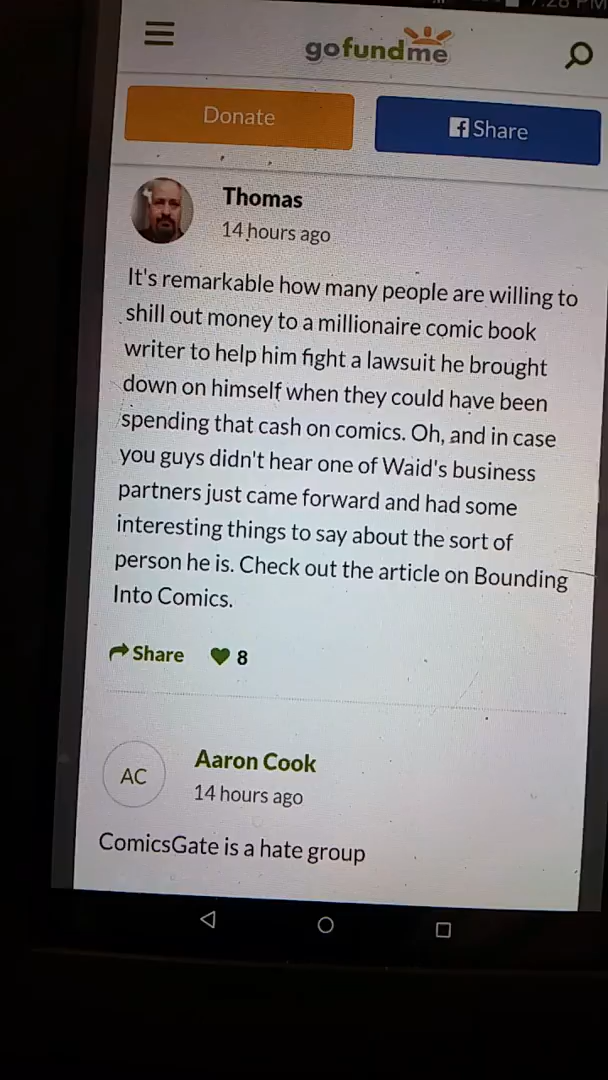 7:28 PM
gofundme
Donate
Share
Thomas
14 hours ago
It's remarkable how many people are willing to
shill out money to a millionaire comic book
writer to help him fight a lawsuit he brought
down on himself when they could have been
spending that cash on comics. Oh, and in case
you guys didn't hear one of Waid's business
partners just came forward and had some
interesting things to say about the sort of
person he is. Check out the article on Bounding
Into Comics.
Share 8
AC
Aaron Cook
14 hours ago
ComicsGate is a hate group